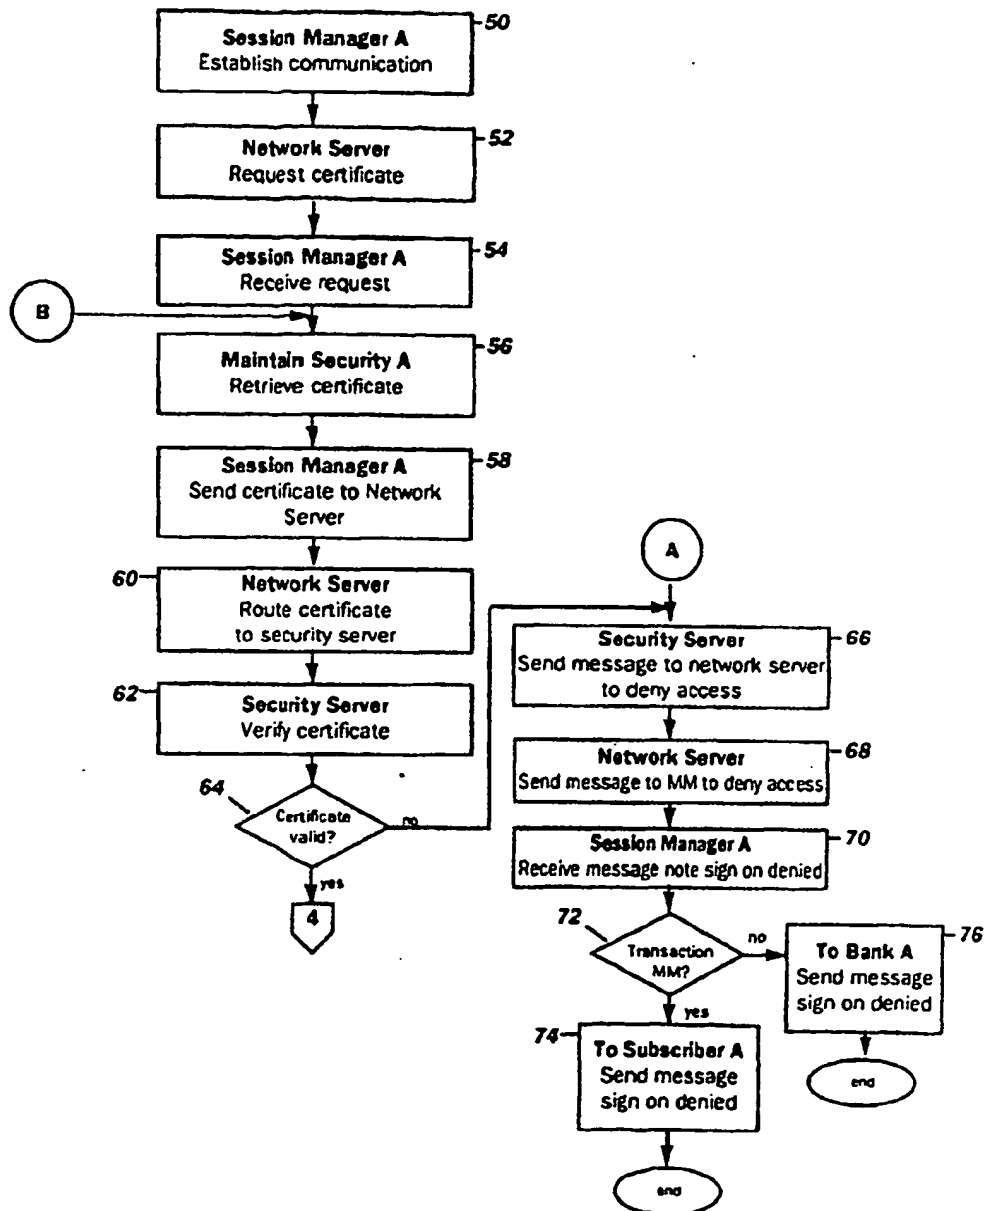 Session Manager A
Establish communication
50
Network Server
Request certificate
52
Session Manager A
Receive request
54
B
Maintain Security A
Retrieve certificate
56
Session Manager A
Send certificate to Network
Server
58
60
Network Server
Route certificate
to security server
62
Security Server
Verify certificate
64
Certificate
valid?
no
yes
4
A
Security Server
Send message to network server
to deny access
66
Network Server
Send message to MM to deny access
68
Session Manager A
Receive message note sign on denied
70
72
Transaction
MM?
no
yes
To Bank A
Send message
sign on denied
76
end
74
To Subscriber A
Send message
sign on denied
end